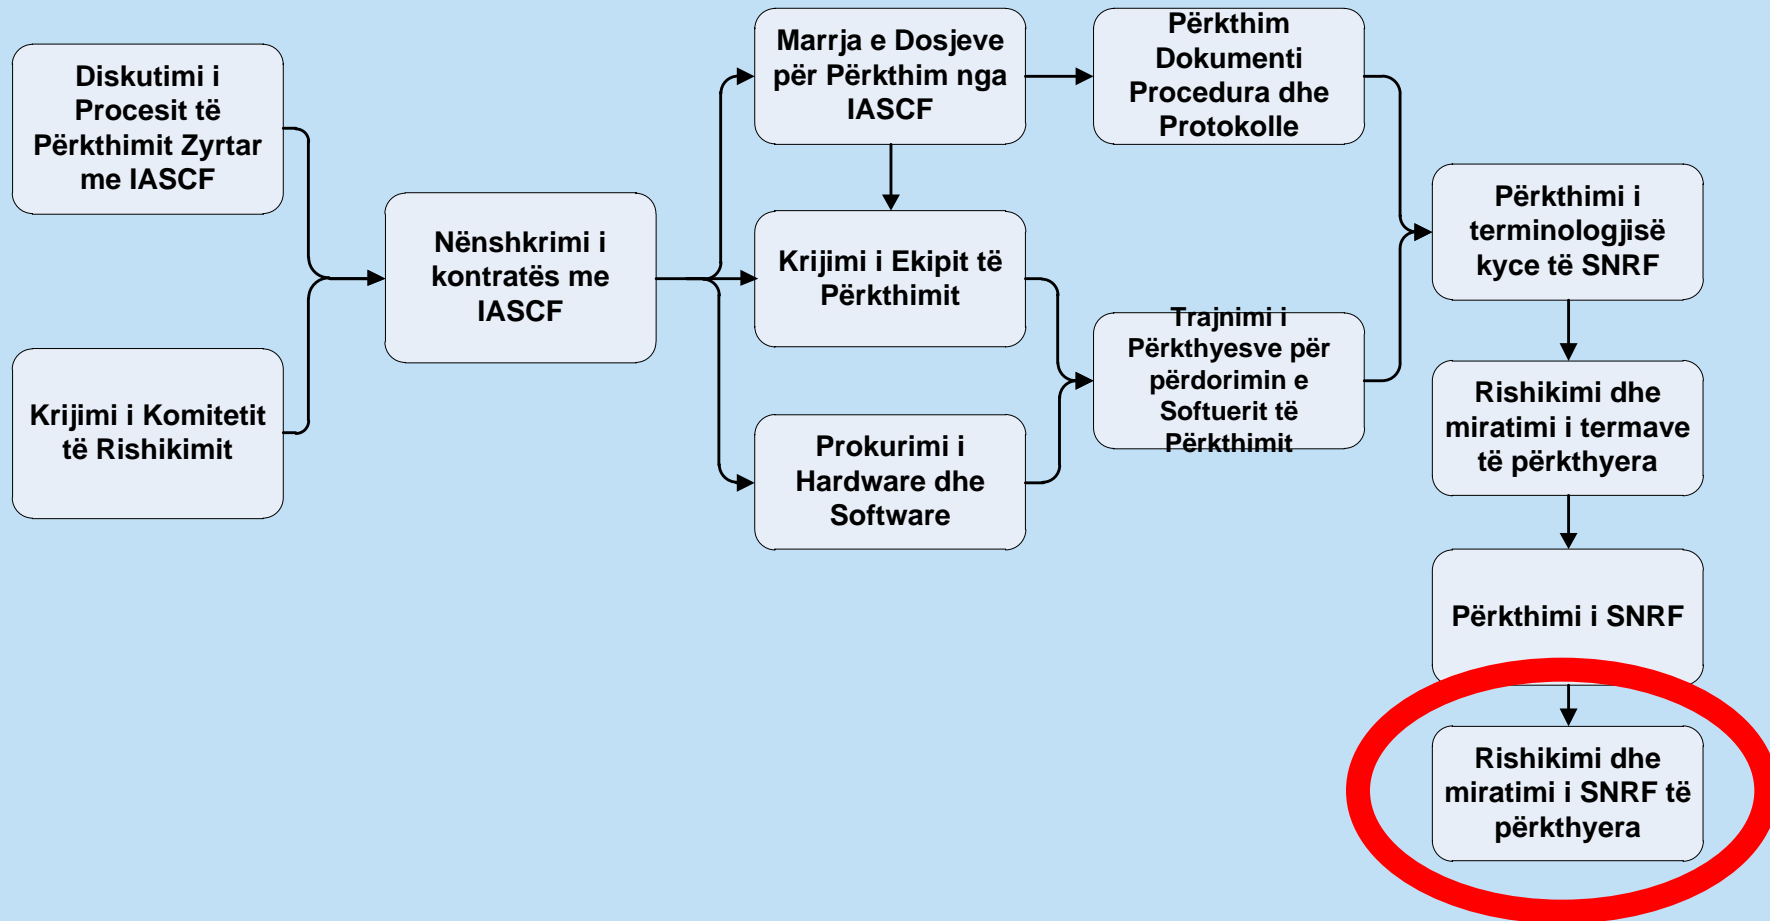 Diskutimi i
Procesit të
Përkthimit Zyrtar
me IASCF
Krijimi i Komitetit
të Rishikimit
Nënshkrimi i
kontratës me
IASCF
Marrja e Dosjeve
për Përkthim nga
IASCF
Krijimi i Ekipit të
Përkthimit
Prokurimi i
Hardware dhe
Software
Përkthim
Dokumenti
Procedura dhe
Protokolle
Trajnimi i
Përkthyesve për
përdorimin e
Softuerit të
Përkthimit
Përkthimi i
terminologjisë
kyce të SNRF
Rishikimi dhe
miratimi i termave
të përkthyera
Përkthimi i SNRF
Rishikimi dhe
miratimi i SNRF të
përkthyera